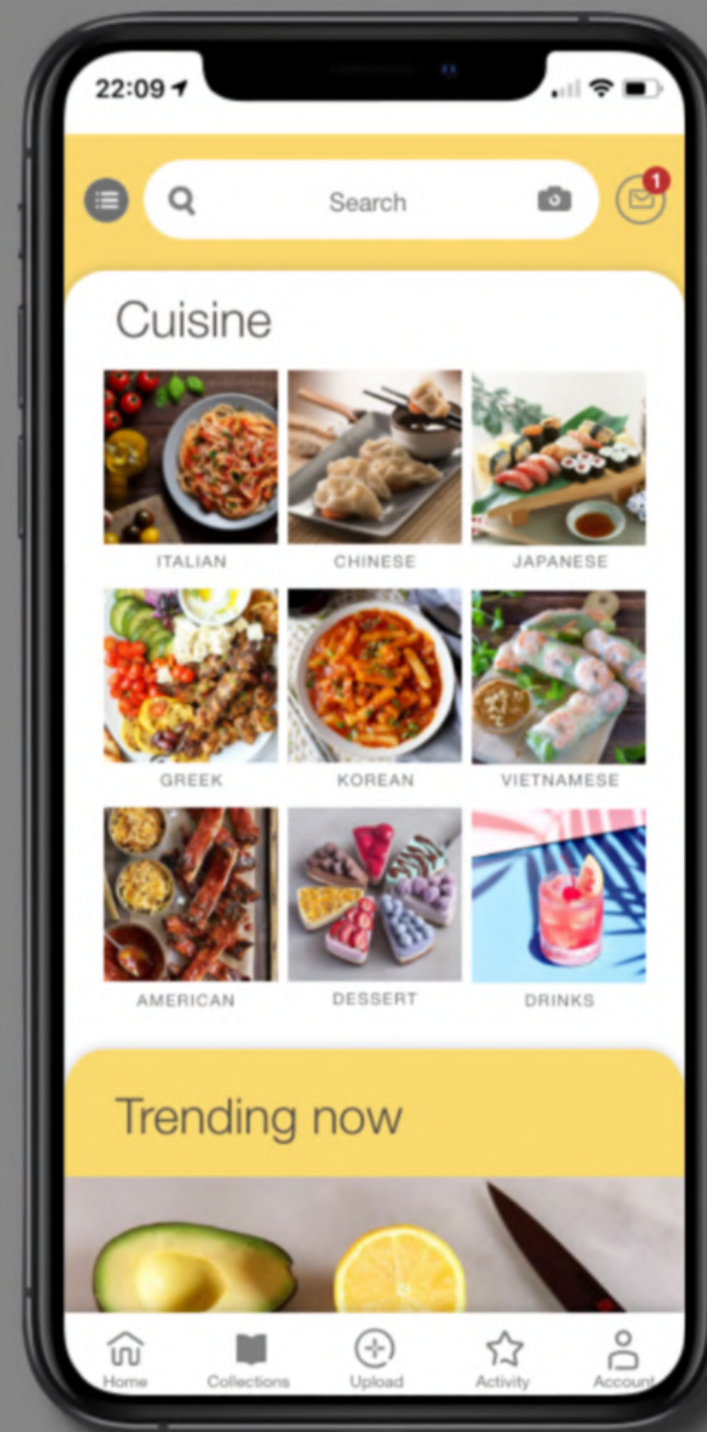 22:09
Search
1
Cuisine
ITALIAN
CHINESE
JAPANESE
GREEK
KOREAN
VIETNAMESE
AMERICAN
DESSERT
DRINKS
Trending now
Home
Collections
Upload
Activity
Account